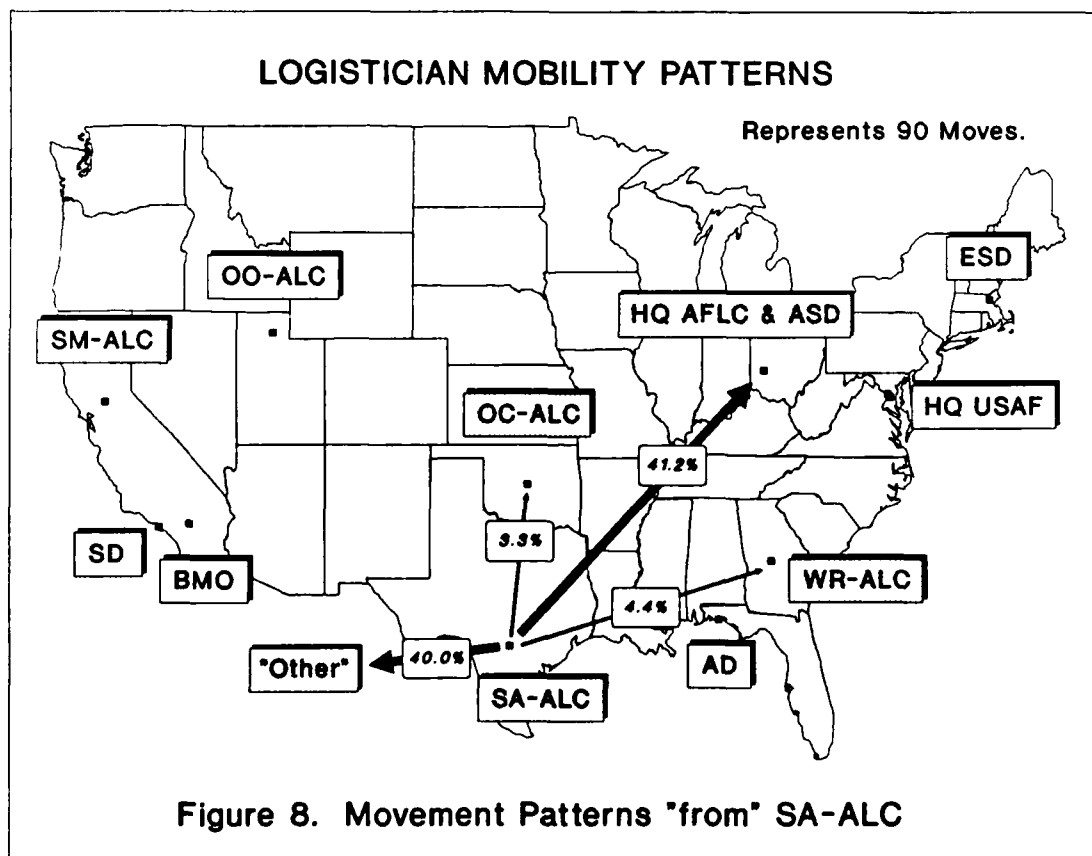 LOGISTICIAN MOBILITY PATTERNS
Represents 90 Moves.
ESD
OO-ALC
HQ AFLC & ASD
SM-ALC
OC-ALC
HQ USAF
41.2%
3.3%
SD
BMO
WR-ALC
4.4%
"Other"
40.0%
AD
SA-ALC
Figure 8. Movement Patterns "from" SA-ALC